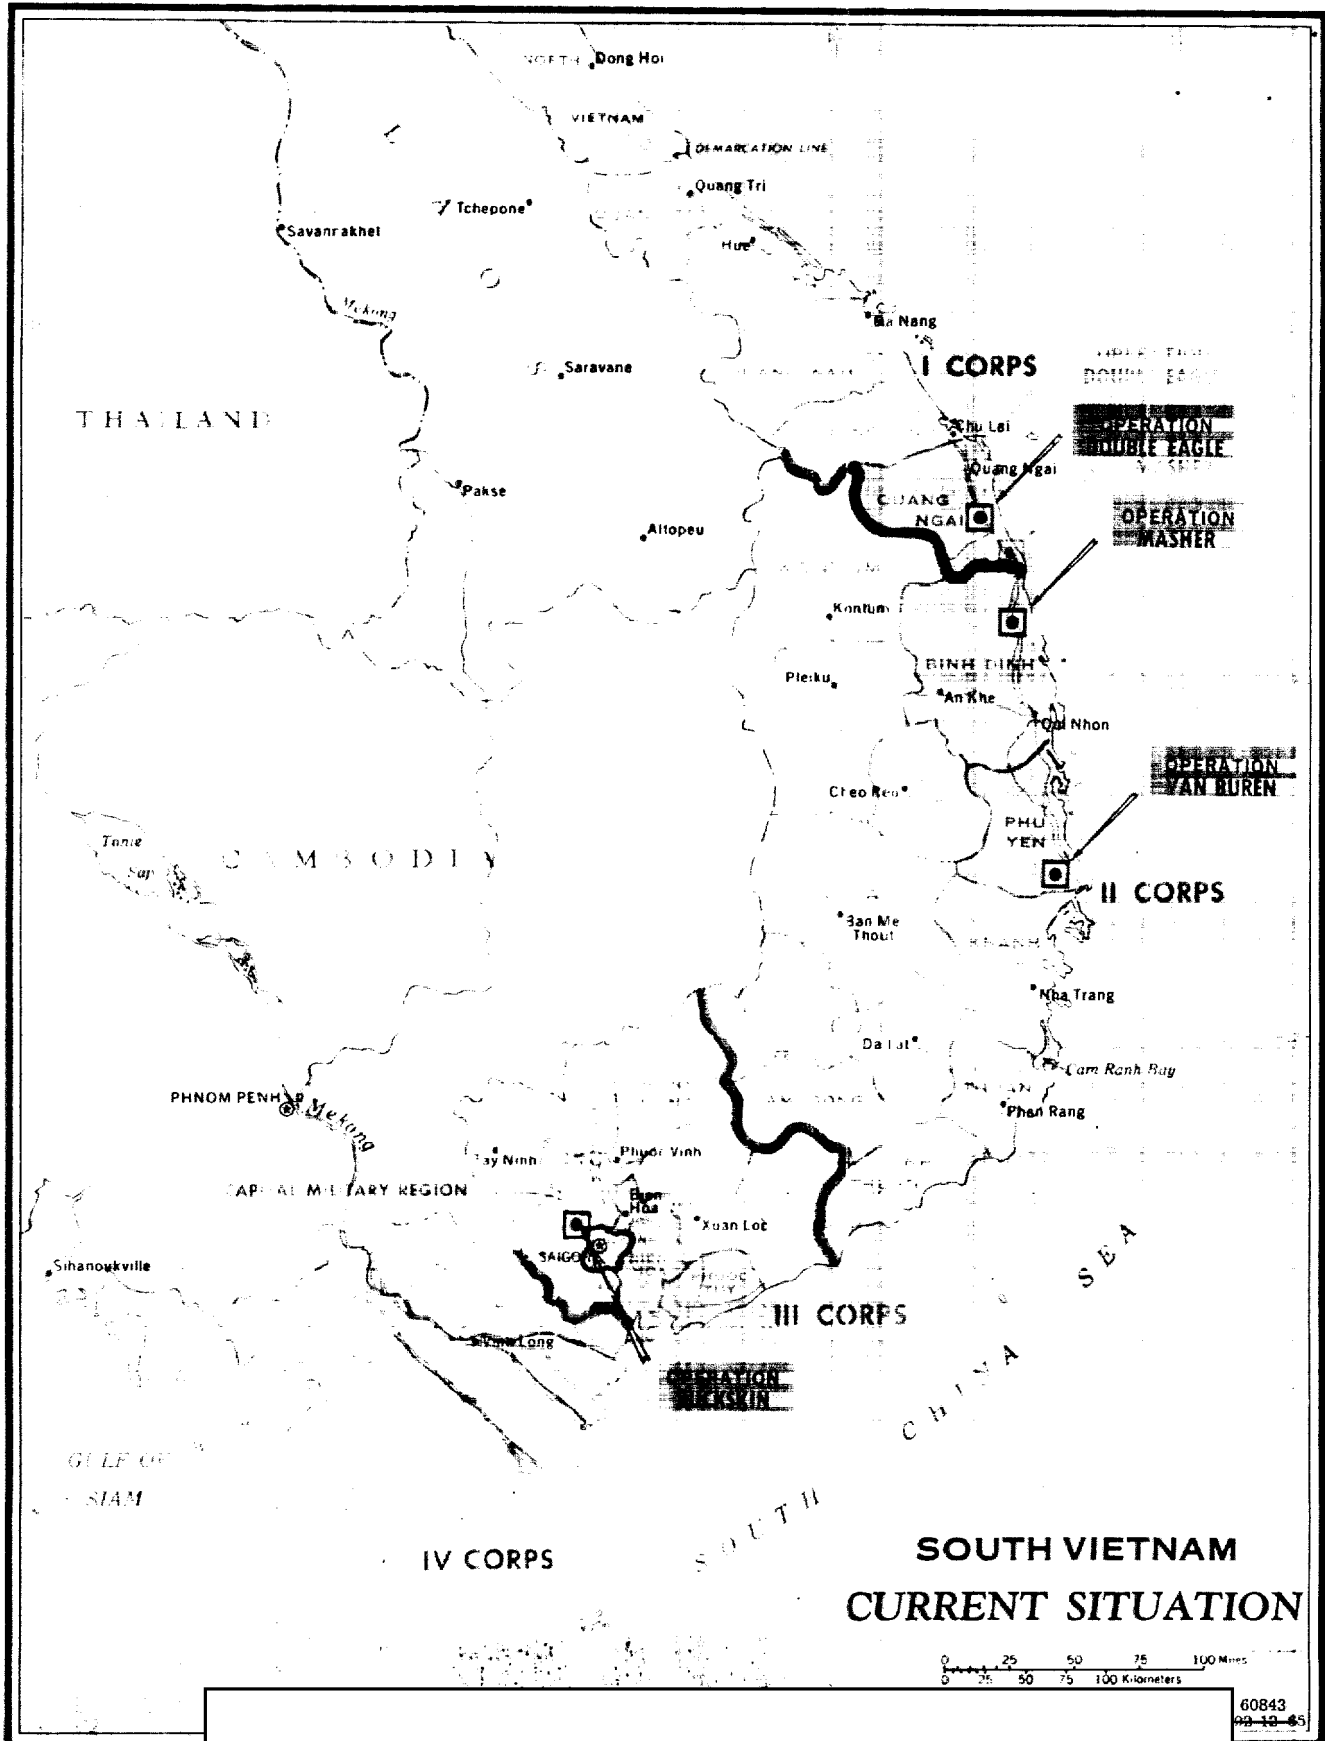 Dong Hoi
VIETNAM
DEMARCATION LINE
Quang Tri
Tchepone
Savanrakhet
Hue
Mekong
Da Nang
I CORPS
Saravane
THAILAND
OPERATION
DOUBLE EAGLE
Chu Lai
Quang Ngai
Pakse
QUANG
NGAI
OPERATION
MASHER
Attopeu
Kontum
BINH DINH
Pleiku
An Khe
Qui Nhon
OPERATION
VAN BUREN
Cheo Reo
PHU
YEN
Tonle
Sap
CAMBODIA
II CORPS
Ban Me
Thout
KHANH
Nha Trang
Da Lat
Cam Ranh Bay
PHNOM PENH
Mekong
Phan Rang
Tay Ninh
Phuoc Vinh
CAPITAL MILITARY REGION
Bien
Hoa
Xuan Loc
SAIGON
Sihanoukville
III CORPS
Vinh Long
OPERATION
BUCKSKIN
GULF OF
SIAM
SOUTH CHINA SEA
IV CORPS
SOUTH VIETNAM
CURRENT SITUATION
0 25 50 75 100 Miles
0 25 50 75 100 Kilometers
60843